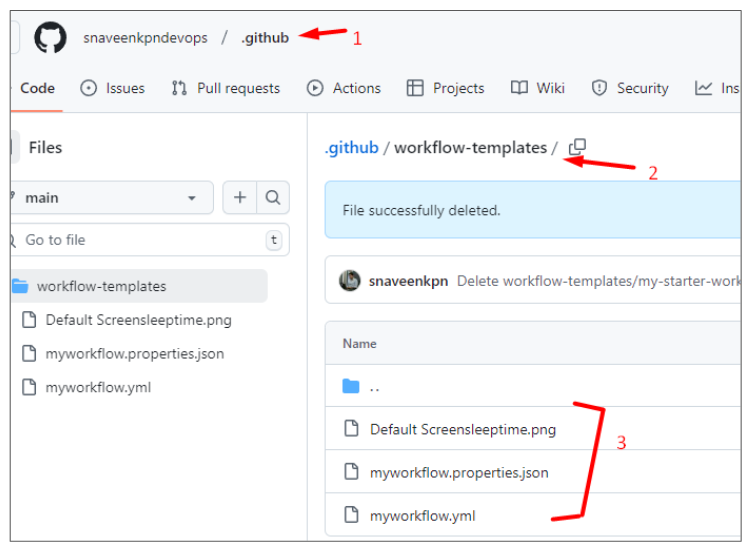 snaveenkpndevops / .github 1
Code Issues Pull requests Actions Projects Wiki Security Ins
Files
main
Go to file t
workflow-templates
Default Screensleeptime.png
myworkflow.properties.json
myworkflow.yml
.github / workflow-templates /
2
File successfully deleted.
snaveenkpn Delete workflow-templates/my-starter-work
Name
..
Default Screensleeptime.png
3
myworkflow.properties.json
myworkflow.yml